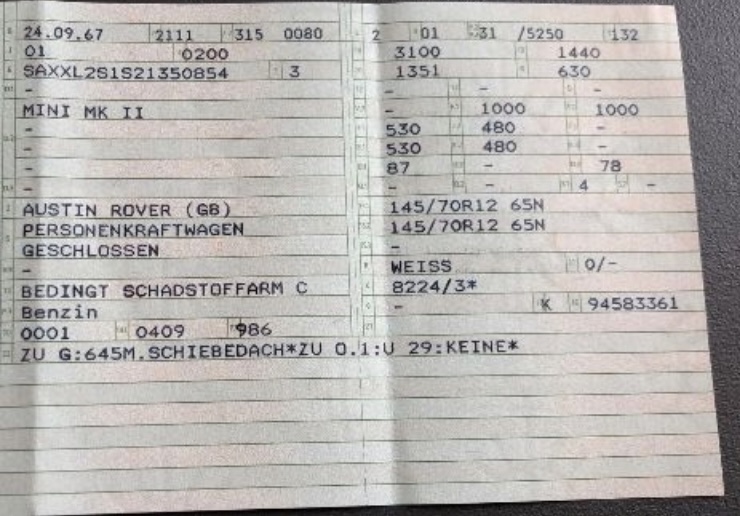 24.09.67 2111 315 0080
01 0200
SAXXL2S1S21350854 3
-
MINI MK II
-
-
-
-
AUSTIN ROVER (GB)
PERSONENKRAFTWAGEN
GESCHLOSSEN
-
BEDINGT SCHADSTOFFARM C
Benzin
0001 0409 986
ZU G:645M.SCHIEBEDACH*ZU O.1:U 29:KEINE*
2 01 31 /5250 132
3100 1440
1351 630
- - -
- 1000 1000
530 480 -
530 480 -
87 - 78
- - 4 -
145/70R12 65N
145/70R12 65N
-
WEISS 0/-
8224/3*
- K 94583361